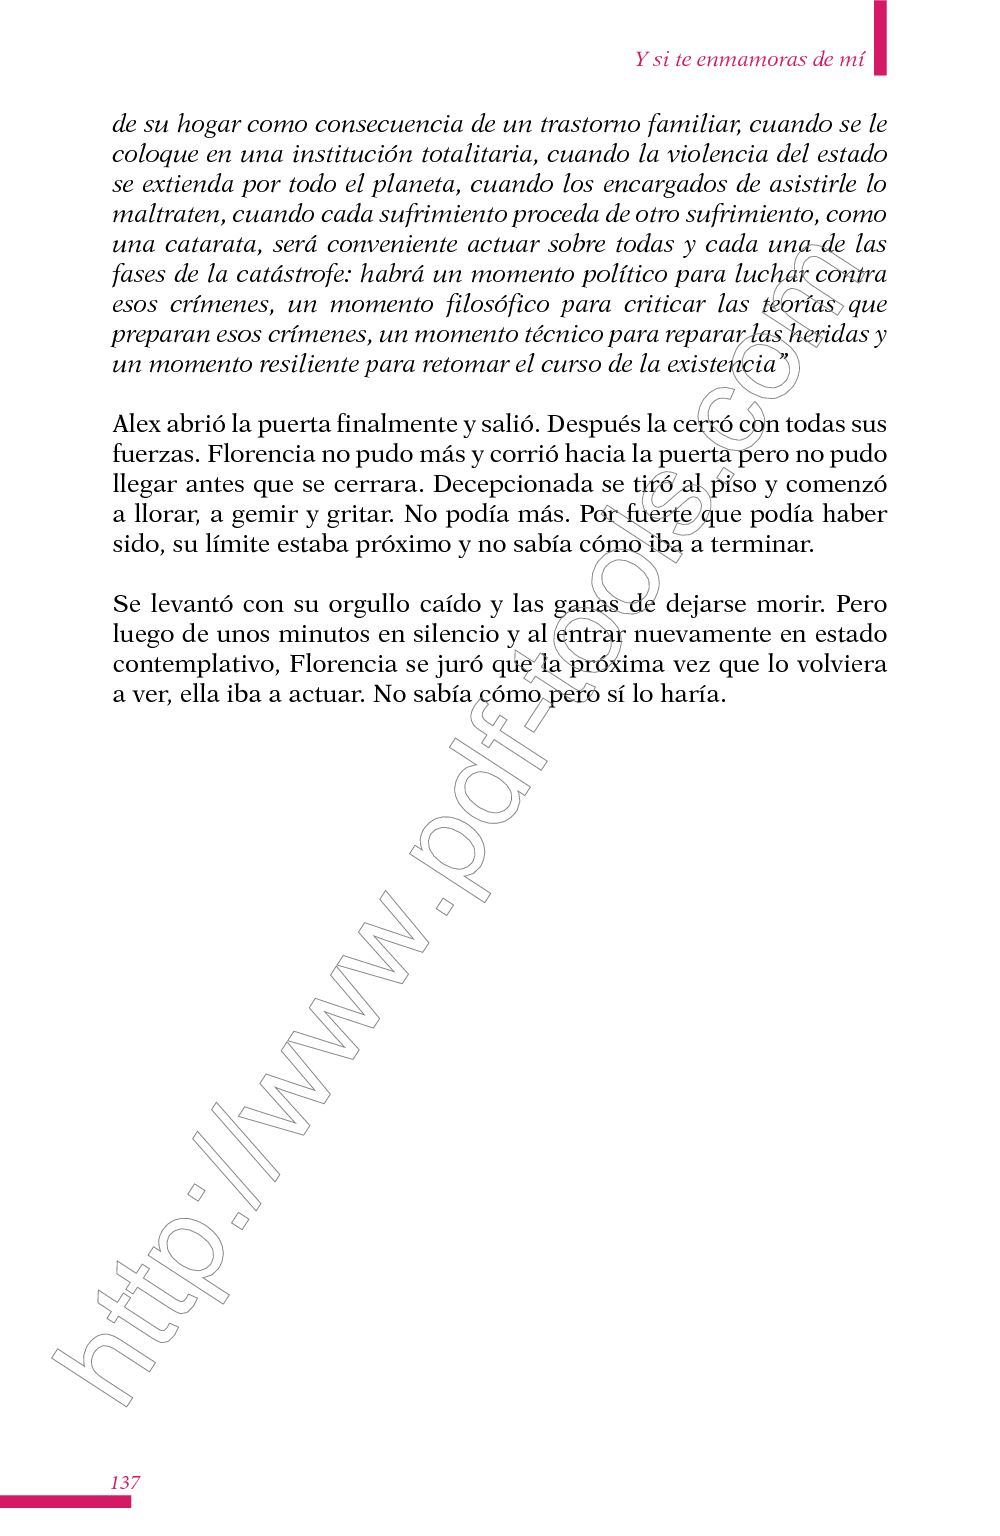 Y si te enmamoras de mí
de su hogar como consecuencia de un trastorno familiar, cuando se le
coloque en una institución totalitaria, cuando la violencia del estado
se extienda por todo el planeta, cuando los encargados de asistirle lo
maltraten, cuando cada sufrimiento proceda de otro sufrimiento, como
una catarata, será conveniente actuar sobre todas y cada una de las
fases de la catástrofe: habrá un momento político para luchar contra
esos crímenes, un momento filosófico para criticar las teorías que
preparan esos crímenes, un momento técnico para reparar las heridas y
un momento resiliente para retomar el curso de la existencia”
Alex abrió la puerta finalmente y salió. Después la cerró con todas sus
fuerzas. Florencia no pudo más y corrió hacia la puerta pero no pudo
llegar antes que se cerrara. Decepcionada se tiró al piso y comenzó
a llorar, a gemir y gritar. No podía más. Por fuerte que podía haber
sido, su límite estaba próximo y no sabía cómo iba a terminar.
Se levantó con su orgullo caído y las ganas de dejarse morir. Pero
luego de unos minutos en silencio y al entrar nuevamente en estado
contemplativo, Florencia se juró que la próxima vez que lo volviera
a ver, ella iba a actuar. No sabía cómo pero sí lo haría.
http://www.pdf-tools.com
137